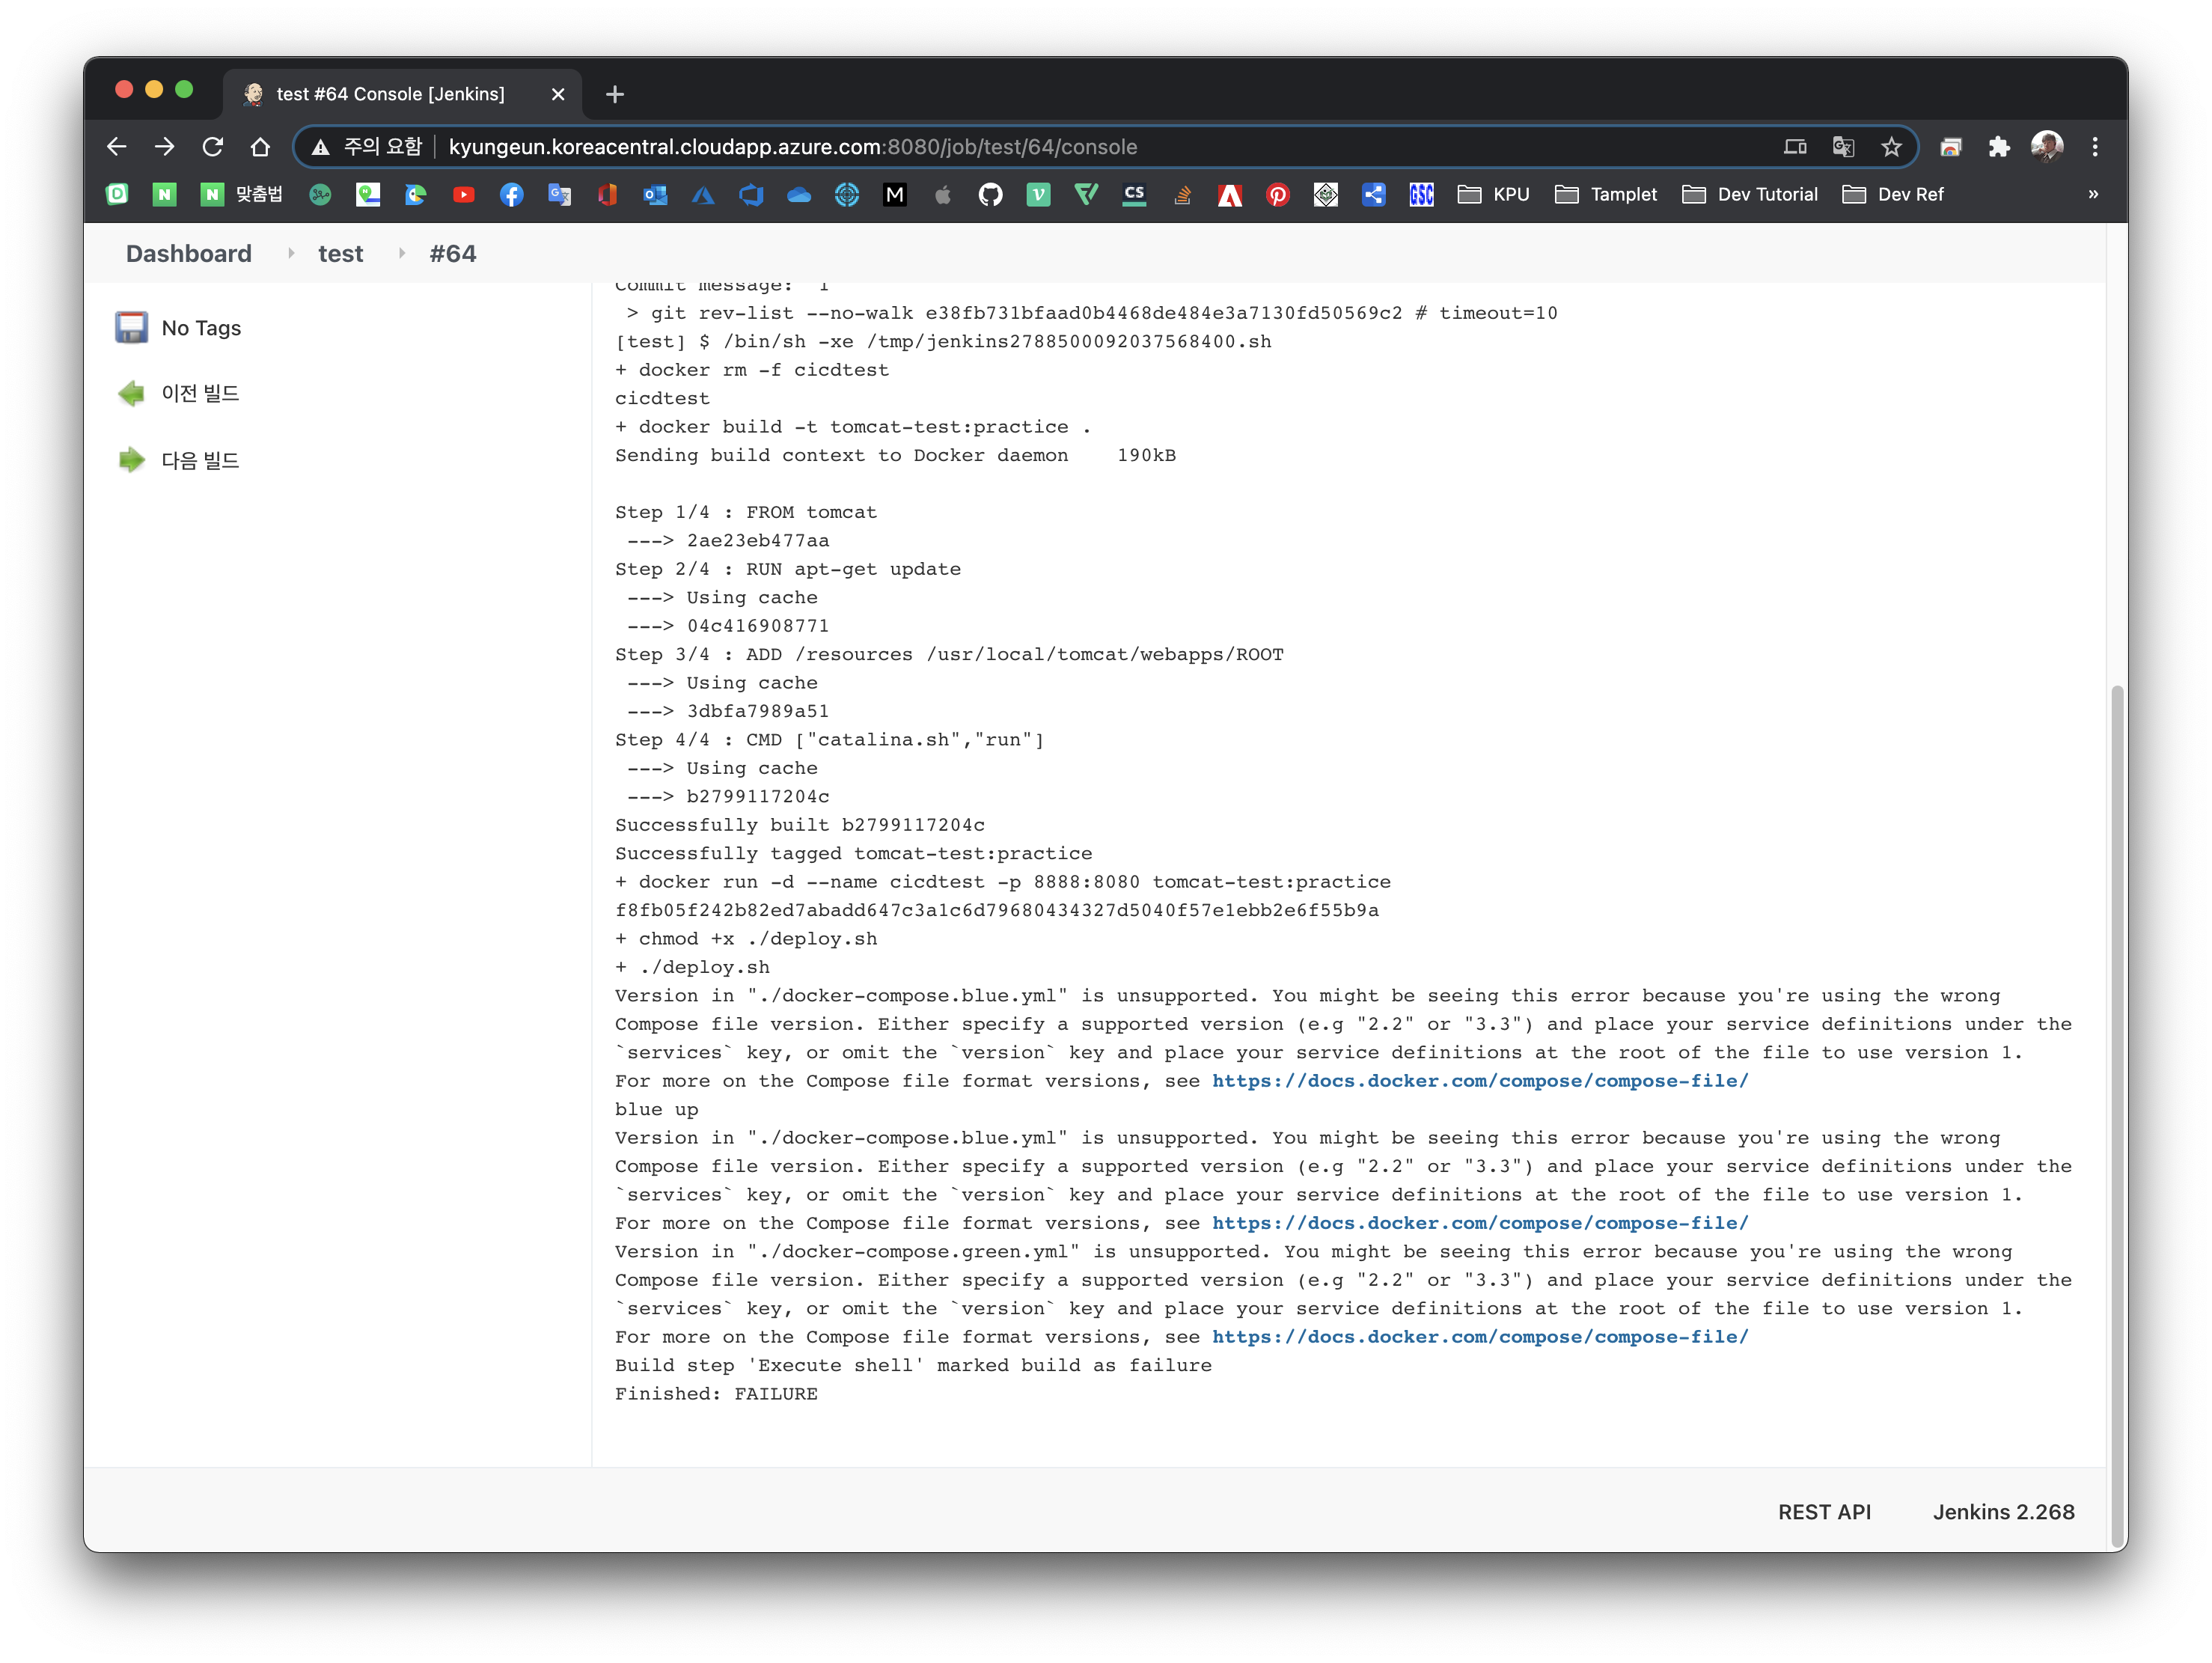 test #64 Console [Jenkins]
주의 요함
kyungeun.koreacentral.cloudapp.azure.com:8080/job/test/64/console
맞춤법
M
CS
GSC
KPU
Tamplet
Dev Tutorial
Dev Ref
»
Dashboard
test
#64
No Tags
이전 빌드
다음 빌드
Commit message: "1"
> git rev-list --no-walk e38fb731bfaad0b4468de484e3a7130fd50569c2 # timeout=10
[test] $ /bin/sh -xe /tmp/jenkins2788500092037568400.sh
+ docker rm -f cicdtest
cicdtest
+ docker build -t tomcat-test:practice .
Sending build context to Docker daemon    190kB
Step 1/4 : FROM tomcat
---> 2ae23eb477aa
Step 2/4 : RUN apt-get update
---> Using cache
---> 04c416908771
Step 3/4 : ADD /resources /usr/local/tomcat/webapps/ROOT
---> Using cache
---> 3dbfa7989a51
Step 4/4 : CMD ["catalina.sh","run"]
---> Using cache
---> b2799117204c
Successfully built b2799117204c
Successfully tagged tomcat-test:practice
+ docker run -d --name cicdtest -p 8888:8080 tomcat-test:practice
f8fb05f242b82ed7abadd647c3a1c6d79680434327d5040f57e1ebb2e6f55b9a
+ chmod +x ./deploy.sh
+ ./deploy.sh
Version in "./docker-compose.blue.yml" is unsupported. You might be seeing this error because you're using the wrong
Compose file version. Either specify a supported version (e.g "2.2" or "3.3") and place your service definitions under the
`services` key, or omit the `version` key and place your service definitions at the root of the file to use version 1.
For more on the Compose file format versions, see https://docs.docker.com/compose/compose-file/
blue up
Version in "./docker-compose.blue.yml" is unsupported. You might be seeing this error because you're using the wrong
Compose file version. Either specify a supported version (e.g "2.2" or "3.3") and place your service definitions under the
`services` key, or omit the `version` key and place your service definitions at the root of the file to use version 1.
For more on the Compose file format versions, see https://docs.docker.com/compose/compose-file/
Version in "./docker-compose.green.yml" is unsupported. You might be seeing this error because you're using the wrong
Compose file version. Either specify a supported version (e.g "2.2" or "3.3") and place your service definitions under the
`services` key, or omit the `version` key and place your service definitions at the root of the file to use version 1.
For more on the Compose file format versions, see https://docs.docker.com/compose/compose-file/
Build step 'Execute shell' marked build as failure
Finished: FAILURE
REST API
Jenkins 2.268